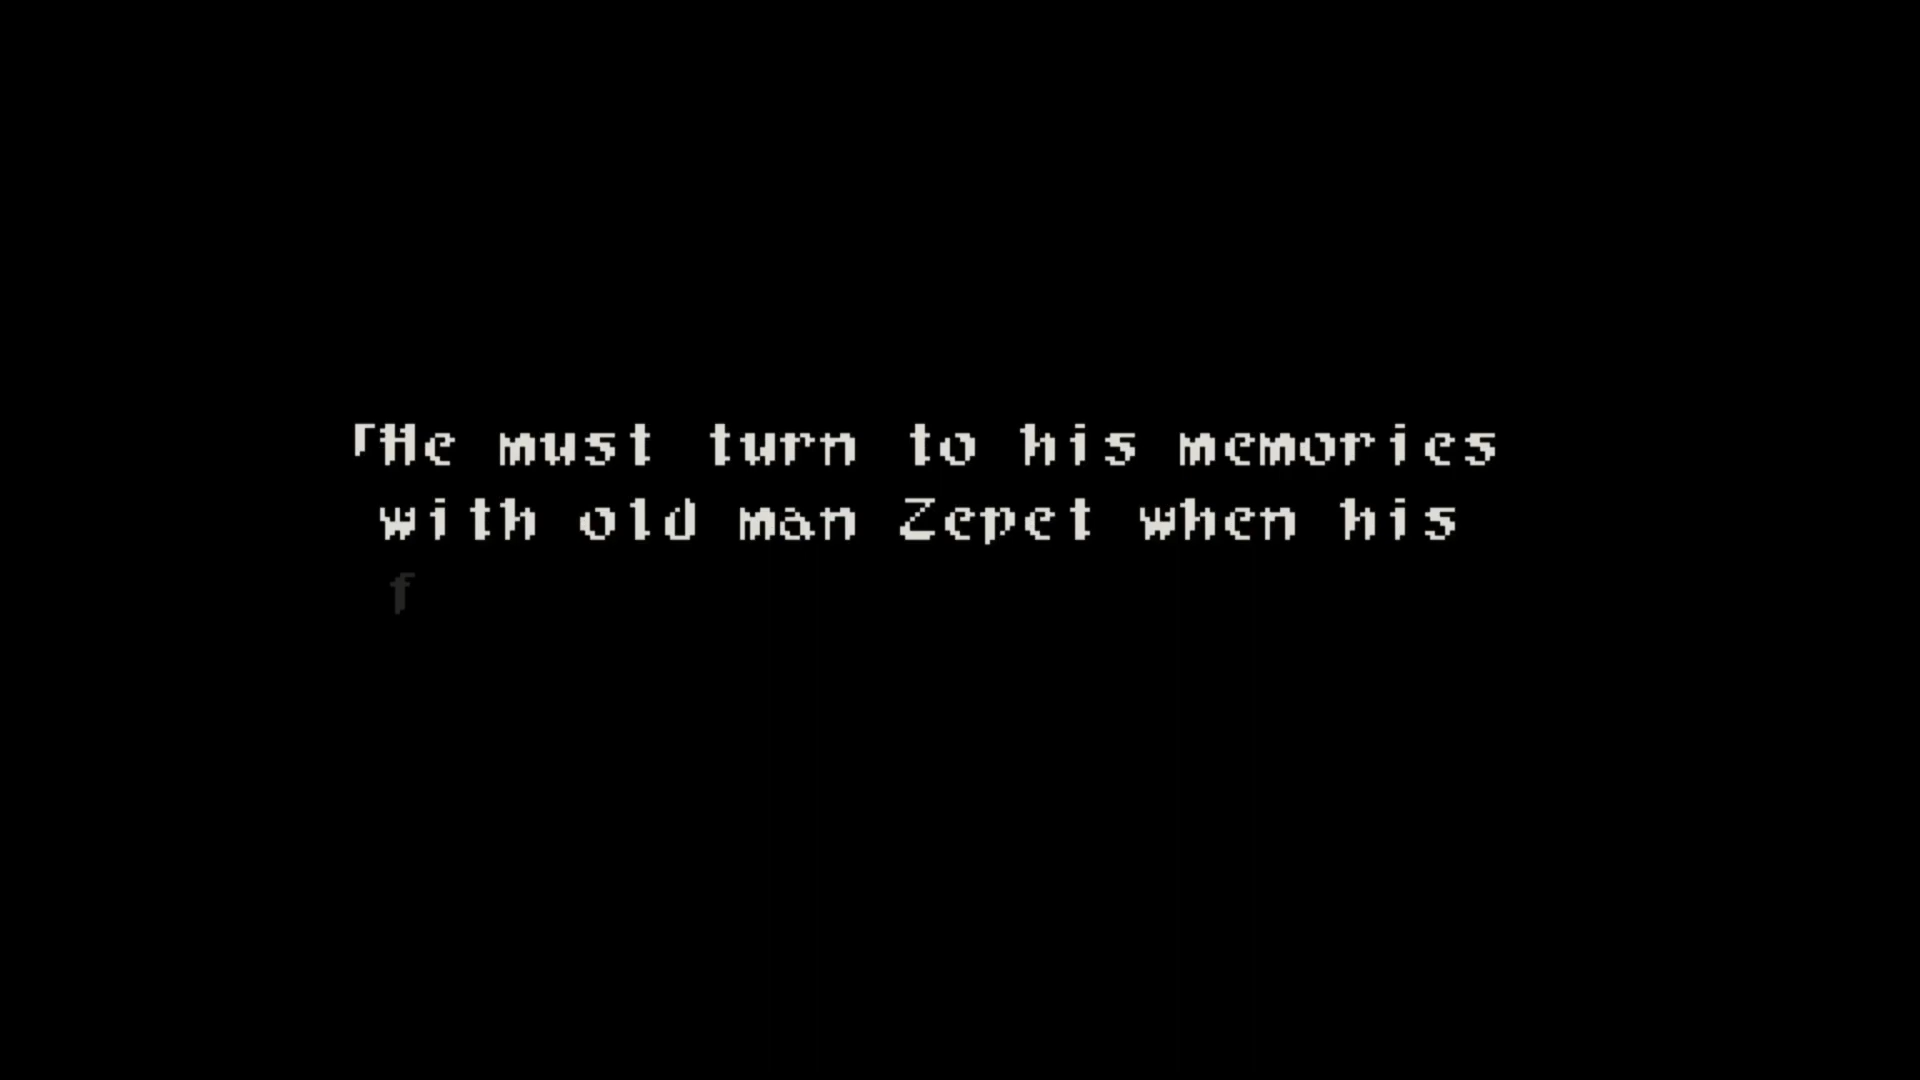 「He must turn to his memories
with old man Zepet when his
f